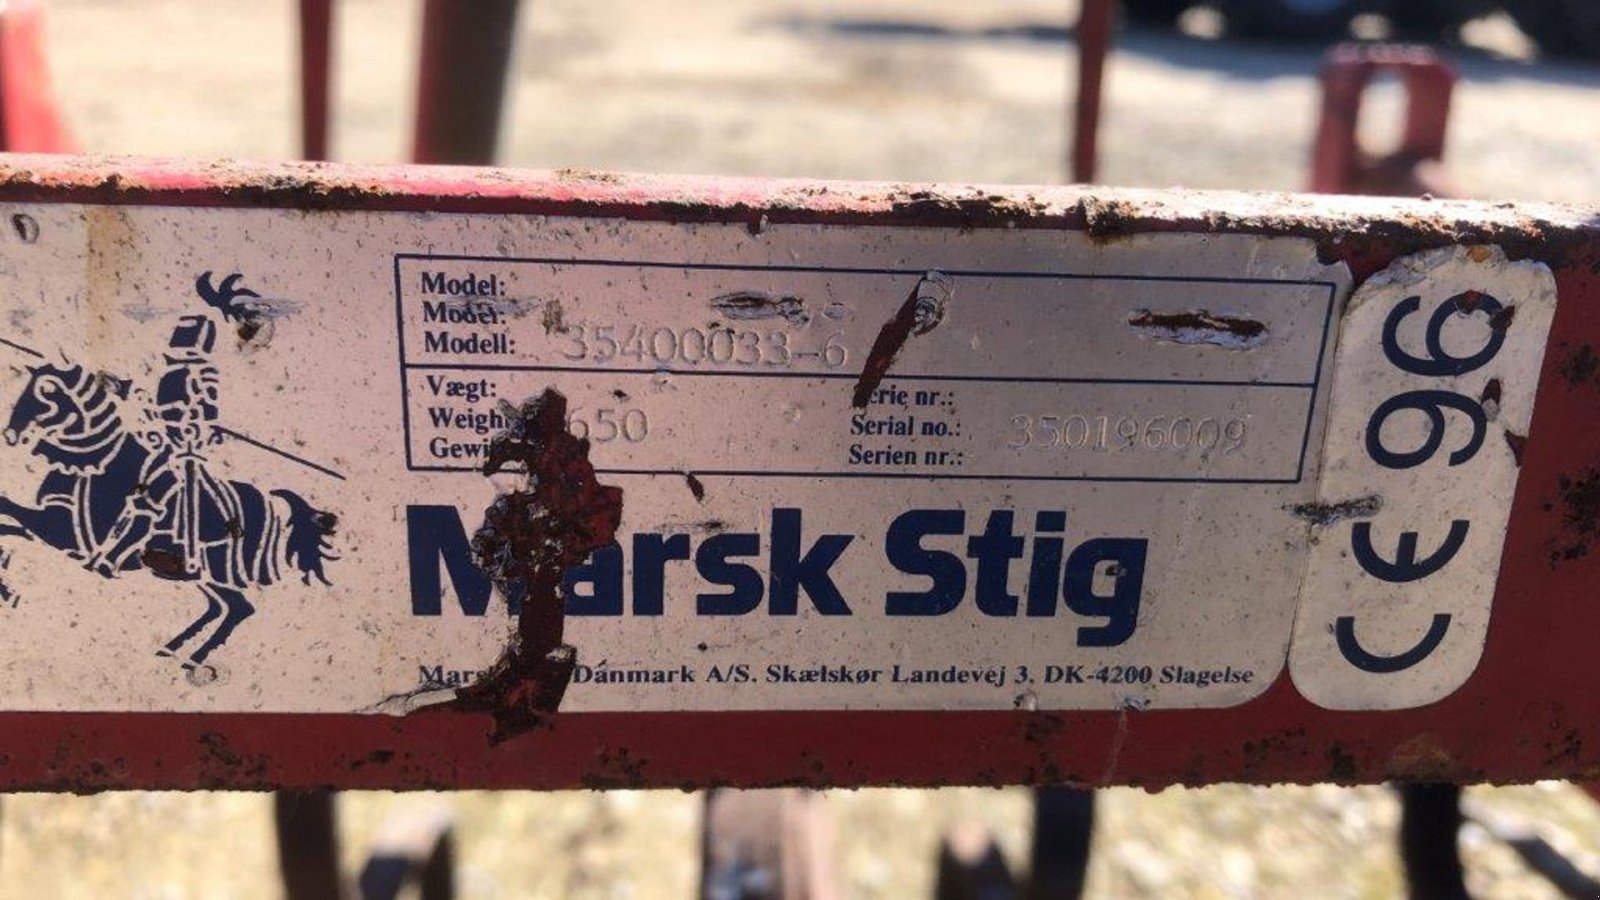 Model:
Model:
Modell: 35400033-6
Vægt:
Weigh
Gewi 650
erie nr.:
Serial no.: 350196009
Serien nr.:
CE 96
Marsk Stig
Danmark A/S. Skælskør Landevej 3. DK-4200 Slagelse